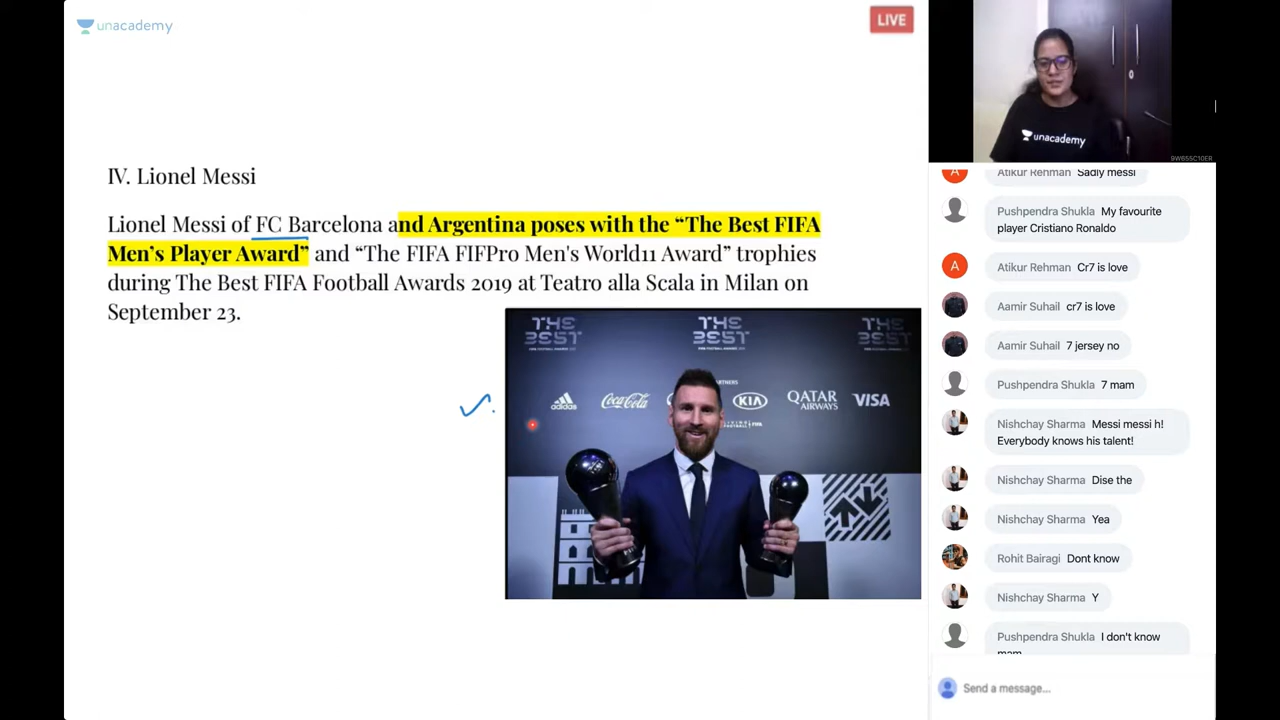 unacademy
LIVE
IV. Lionel Messi
Lionel Messi of FC Barcelona and Argentina poses with the “The Best FIFA
Men’s Player Award” and “The FIFA FIFPro Men's World11 Award” trophies
during The Best FIFA Football Awards 2019 at Teatro alla Scala in Milan on
September 23.
THE BEST
THE BEST
THE BEST
adidas
Coca-Cola
KIA
QATAR
AIRWAYS
VISA
unacademy
9W655C10ER
Atikur Rehman Sadly messi
Pushpendra Shukla My favourite
player Cristiano Ronaldo
Atikur Rehman Cr7 is love
Aamir Suhail cr7 is love
Aamir Suhail 7 jersey no
Pushpendra Shukla 7 mam
Nishchay Sharma Messi messi h!
Everybody knows his talent!
Nishchay Sharma Dise the
Nishchay Sharma Yea
Rohit Bairagi Dont know
Nishchay Sharma Y
Pushpendra Shukla I don't know
mam
Send a message...